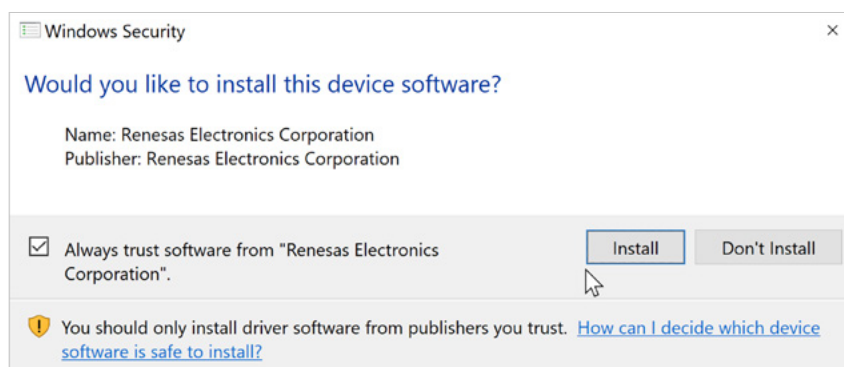 Windows Security
Would you like to install this device software?
Name: Renesas Electronics Corporation
Publisher: Renesas Electronics Corporation
Always trust software from "Renesas Electronics
Corporation".
Install
Don't Install
You should only install driver software from publishers you trust. How can I decide which device
software is safe to install?